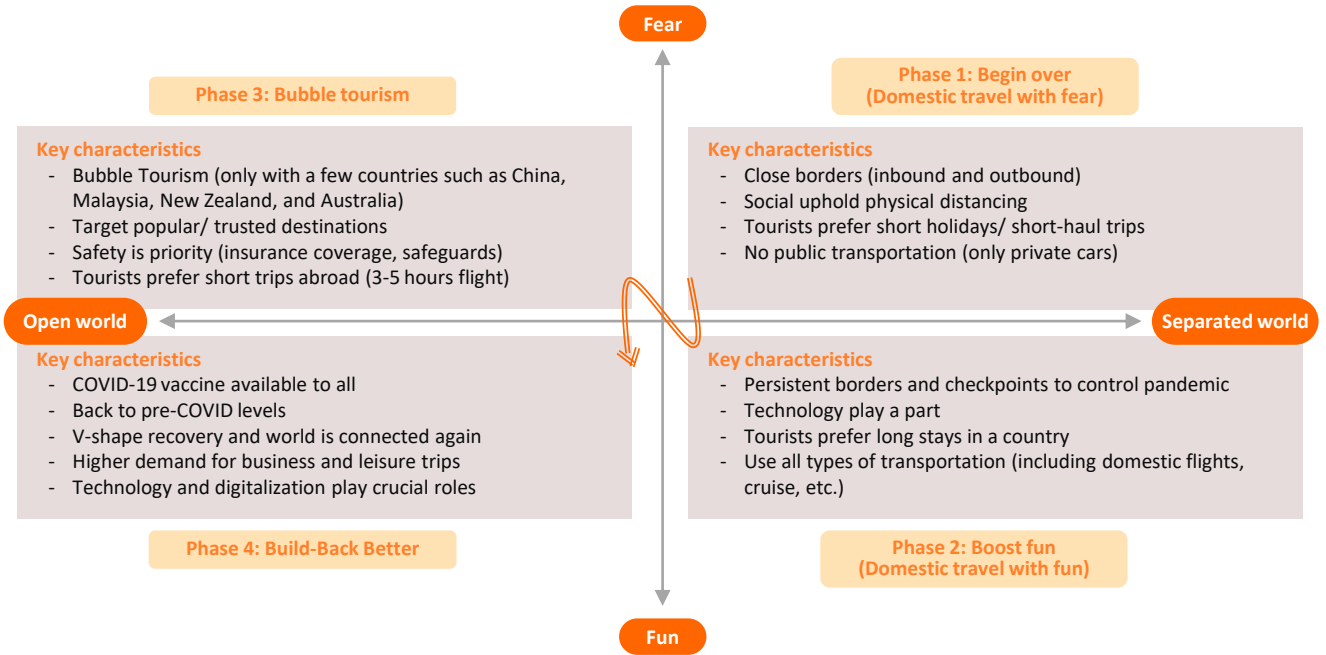 Fear
Phase 3: Bubble tourism
Key characteristics
- Bubble Tourism (only with a few countries such as China,
Malaysia, New Zealand, and Australia)
- Target popular/ trusted destinations
- Safety is priority (insurance coverage, safeguards)
- Tourists prefer short trips abroad (3-5 hours flight)
Phase 1: Begin over
(Domestic travel with fear)
Key characteristics
- Close borders (inbound and outbound)
- Social uphold physical distancing
- Tourists prefer short holidays/ short-haul trips
- No public transportation (only private cars)
Open world
Separated world
Key characteristics
- COVID-19 vaccine available to all
- Back to pre-COVID levels
- V-shape recovery and world is connected again
- Higher demand for business and leisure trips
- Technology and digitalization play crucial roles
Phase 4: Build-Back Better
Key characteristics
- Persistent borders and checkpoints to control pandemic
- Technology play a part
- Tourists prefer long stays in a country
- Use all types of transportation (including domestic flights,
cruise, etc.)
Phase 2: Boost fun
(Domestic travel with fun)
Fun